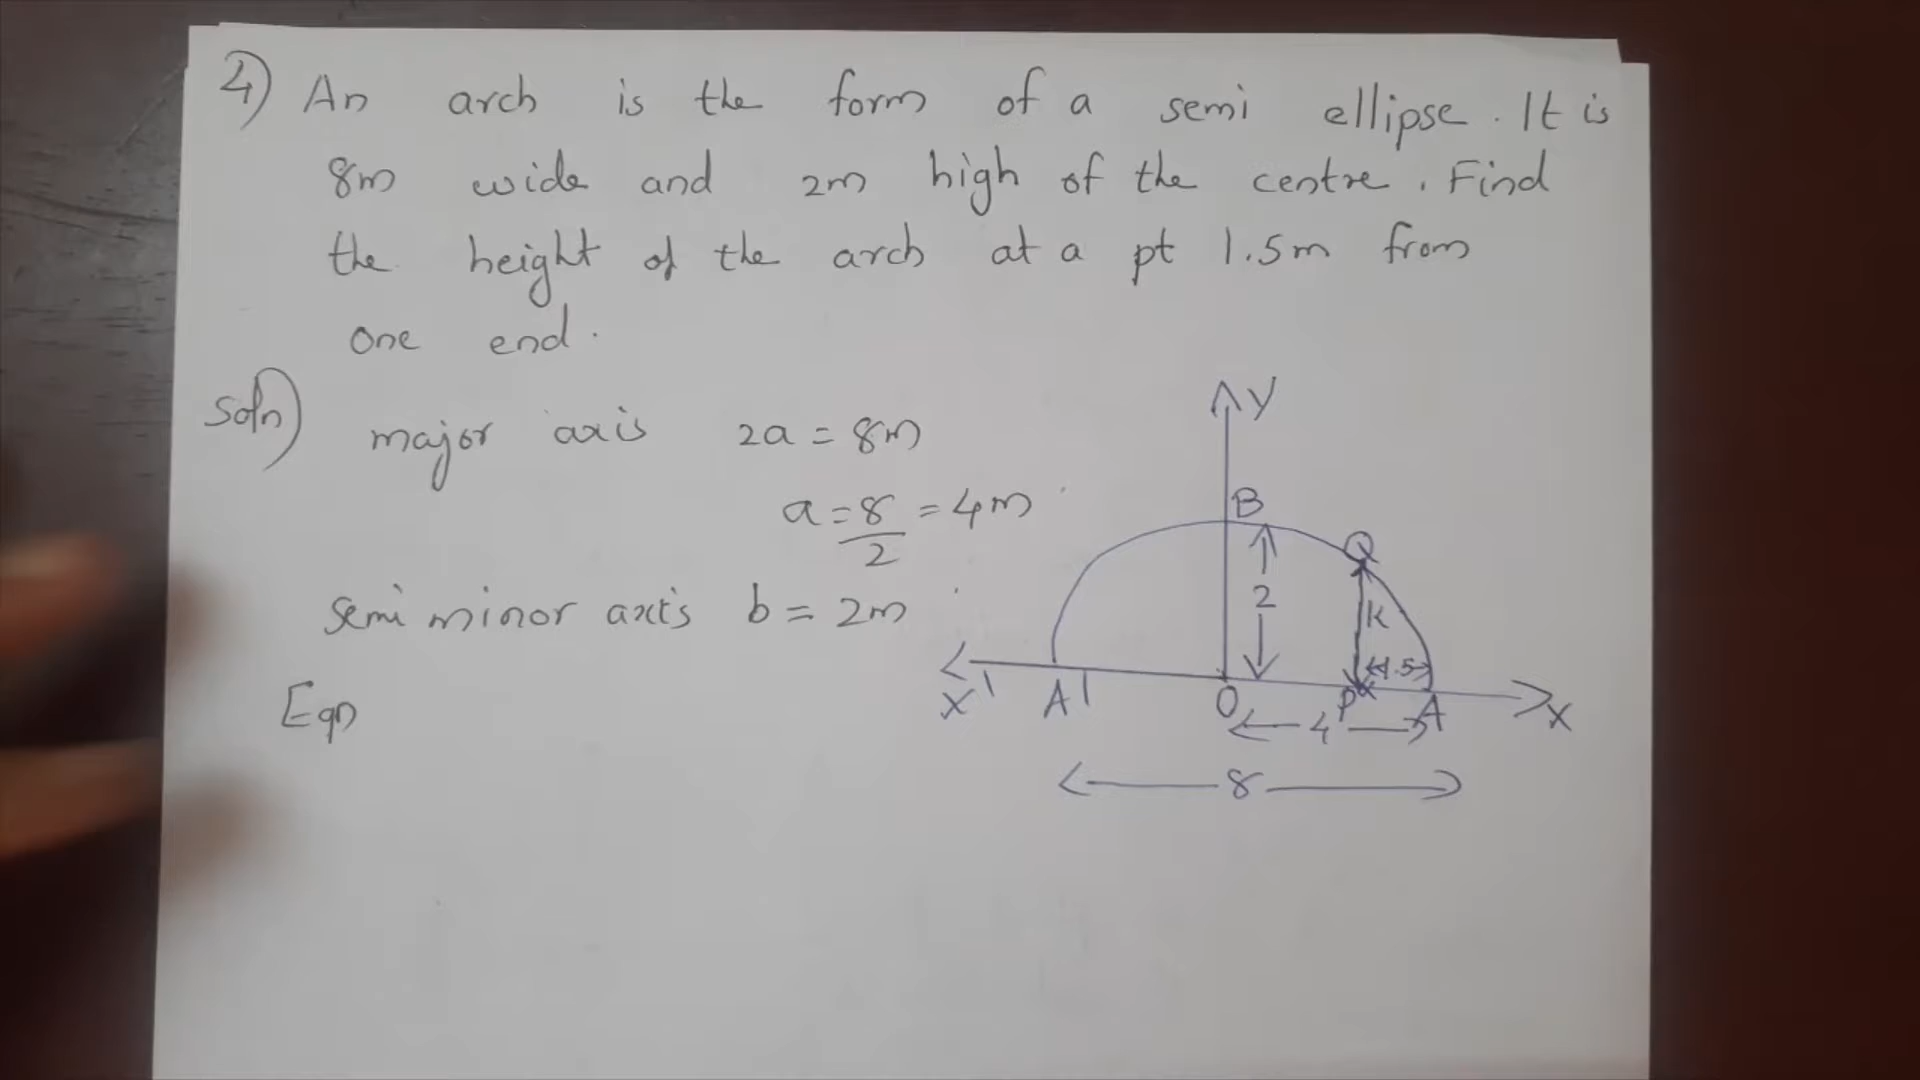 4) An arch is the form of a semi ellipse. It is
8m wide and 2m high of the centre. Find
the height of the arch at a pt 1.5m from
one end.
Soln) major axis 2a = 8m
a = 8/2 = 4m
semi minor axis b = 2m
Eqn
Y
B
Q
2
K
1.5
X' A' O P A X
4
8